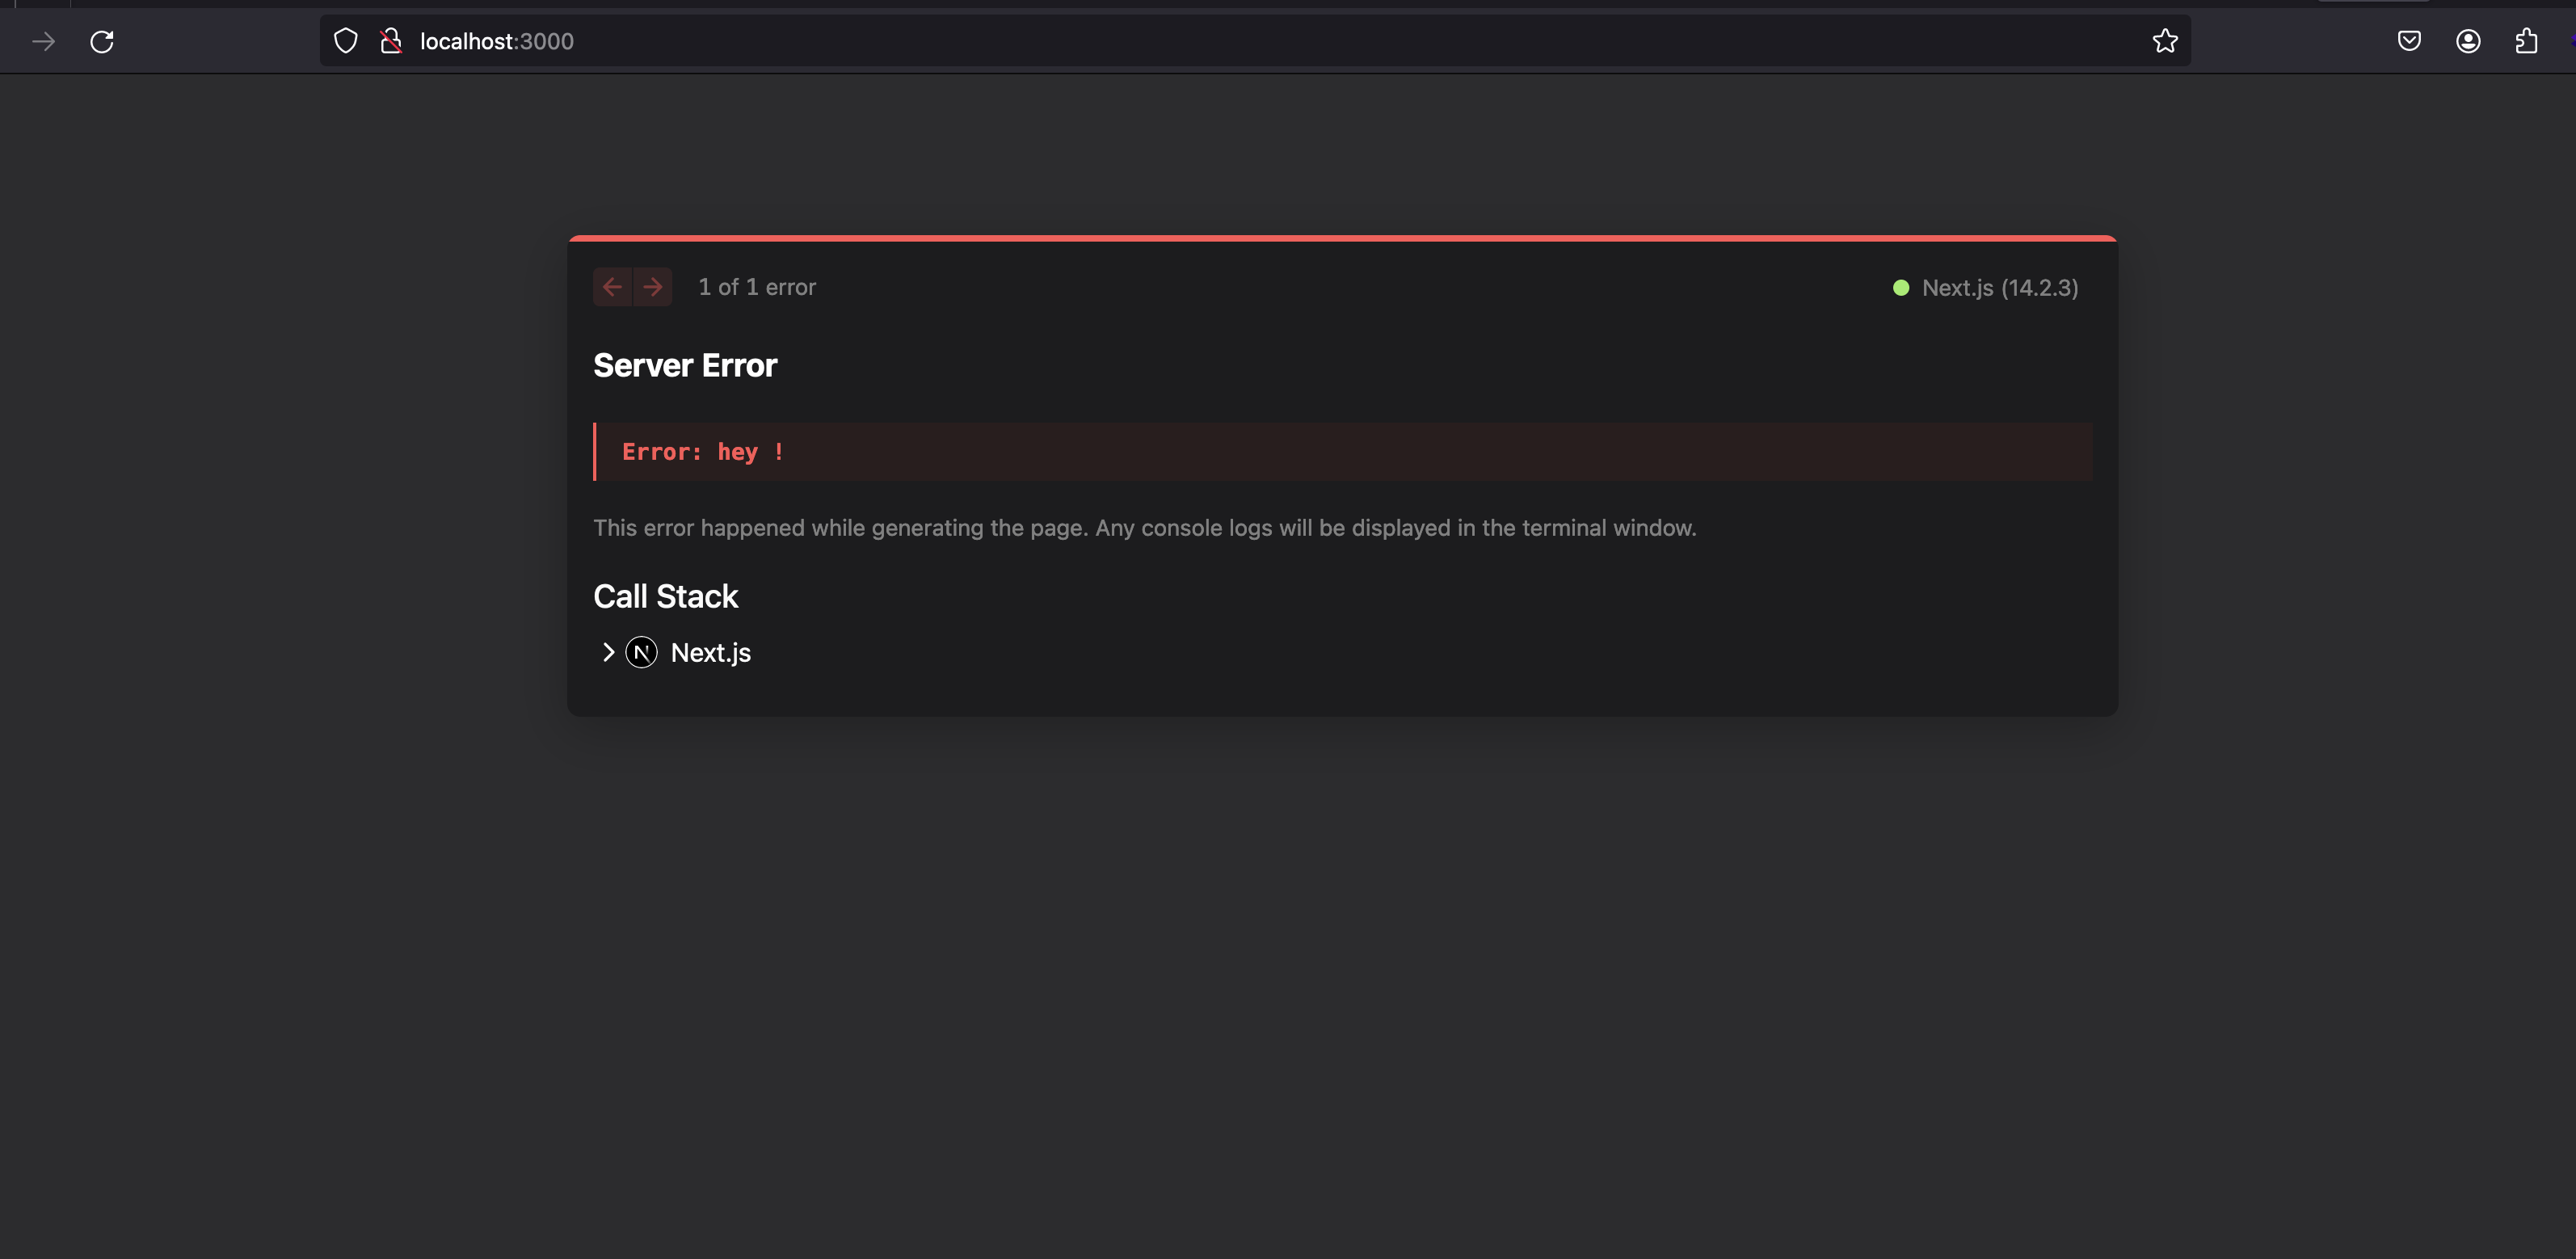 localhost:3000
1 of 1 error
Next.js (14.2.3)
Server Error
Error: hey !
This error happened while generating the page. Any console logs will be displayed in the terminal window.
Call Stack
N Next.js